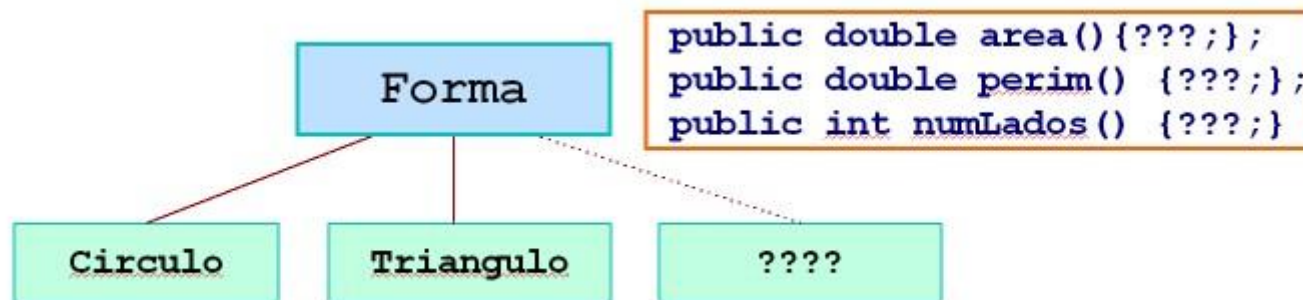 Forma
public double area(){???;};
public double perim() {???;};
public int numLados() {???;}
Circulo
Triangulo
????